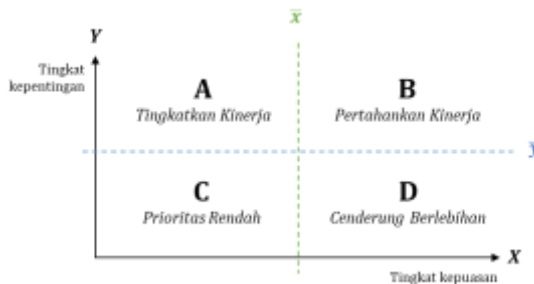 x̄
Y
Tingkat
kepentingan
A
Tingkatkan Kinerja
B
Pertahankan Kinerja
ȳ
C
Prioritas Rendah
D
Cenderung Berlebihan
X
Tingkat kepuasan